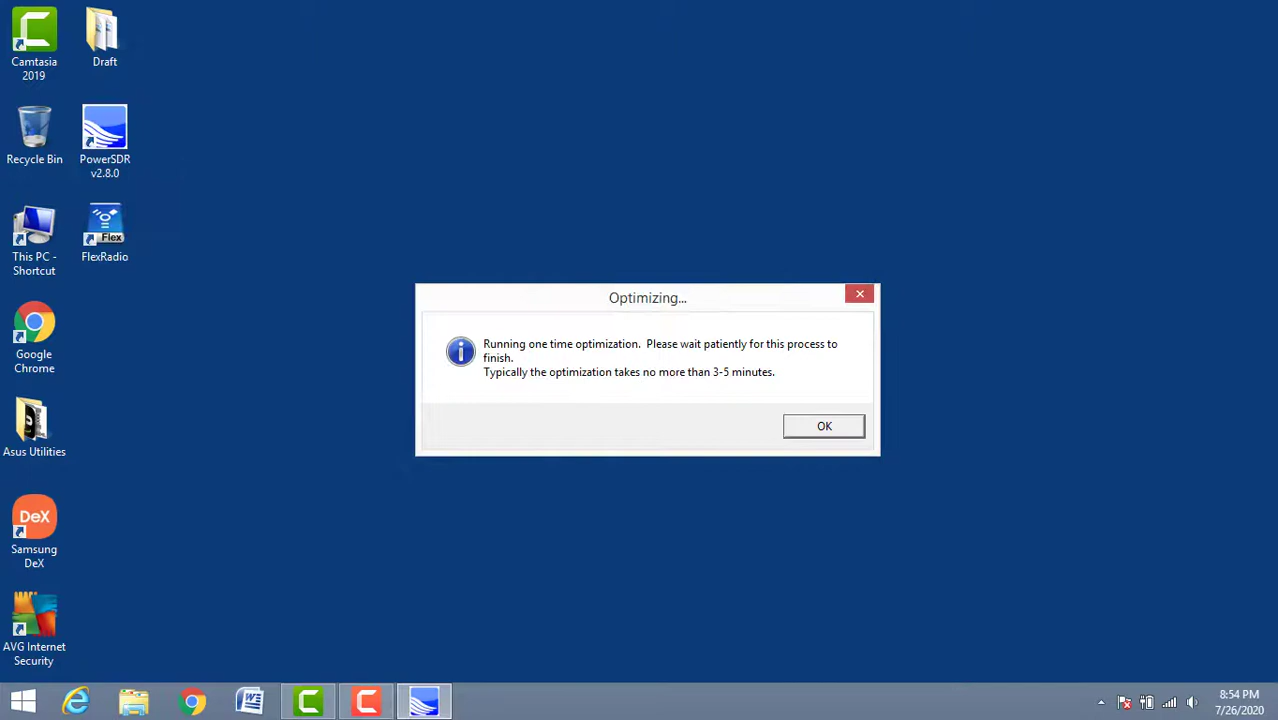 Camtasia
2019
Draft
Recycle Bin
PowerSDR
v2.8.0
This PC -
Shortcut
Flex
FlexRadio
Google
Chrome
Asus Utilities
DeX
Samsung
DeX
AVG Internet
Security
Optimizing...
Running one time optimization.  Please wait patiently for this process to
finish.
Typically the optimization takes no more than 3-5 minutes.
OK
8:54 PM
7/26/2020